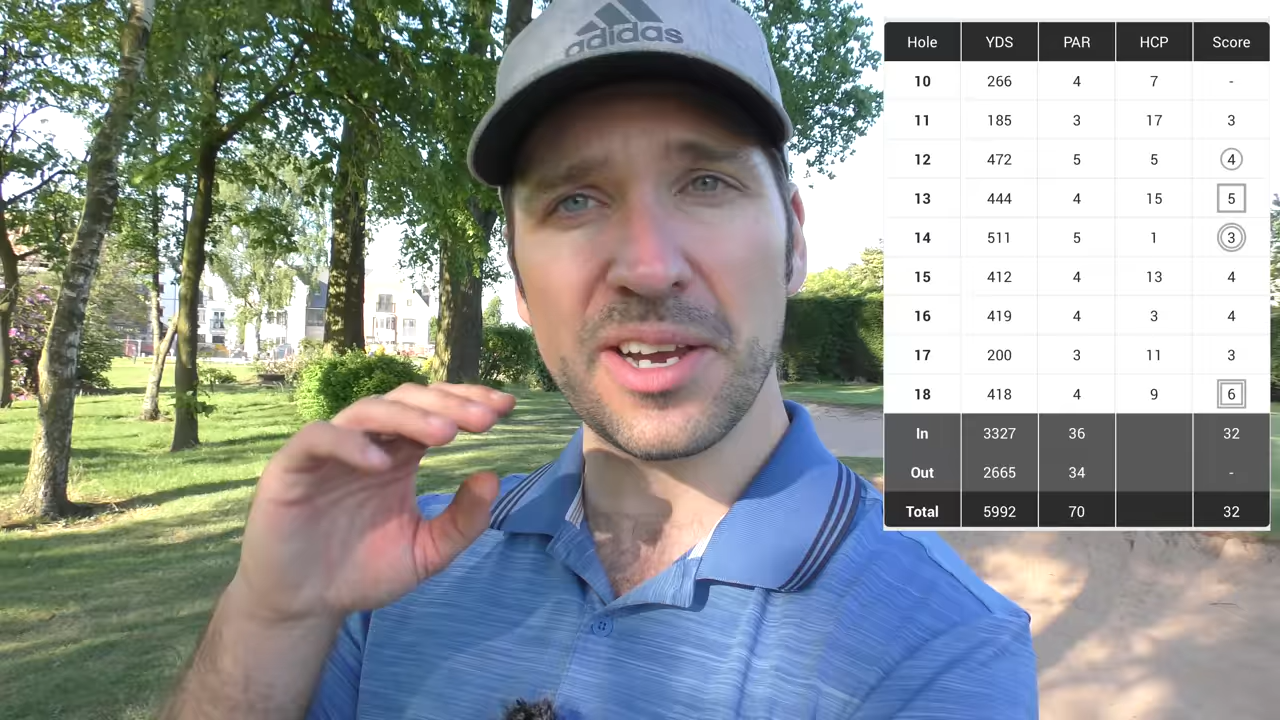 adidas
Hole YDS PAR HCP Score
10 266 4 7 -
11 185 3 17 3
12 472 5 5 4
13 444 4 15 5
14 511 5 1 3
15 412 4 13 4
16 419 4 3 4
17 200 3 11 3
18 418 4 9 6
In 3327 36 32
Out 2665 34 -
Total 5992 70 32